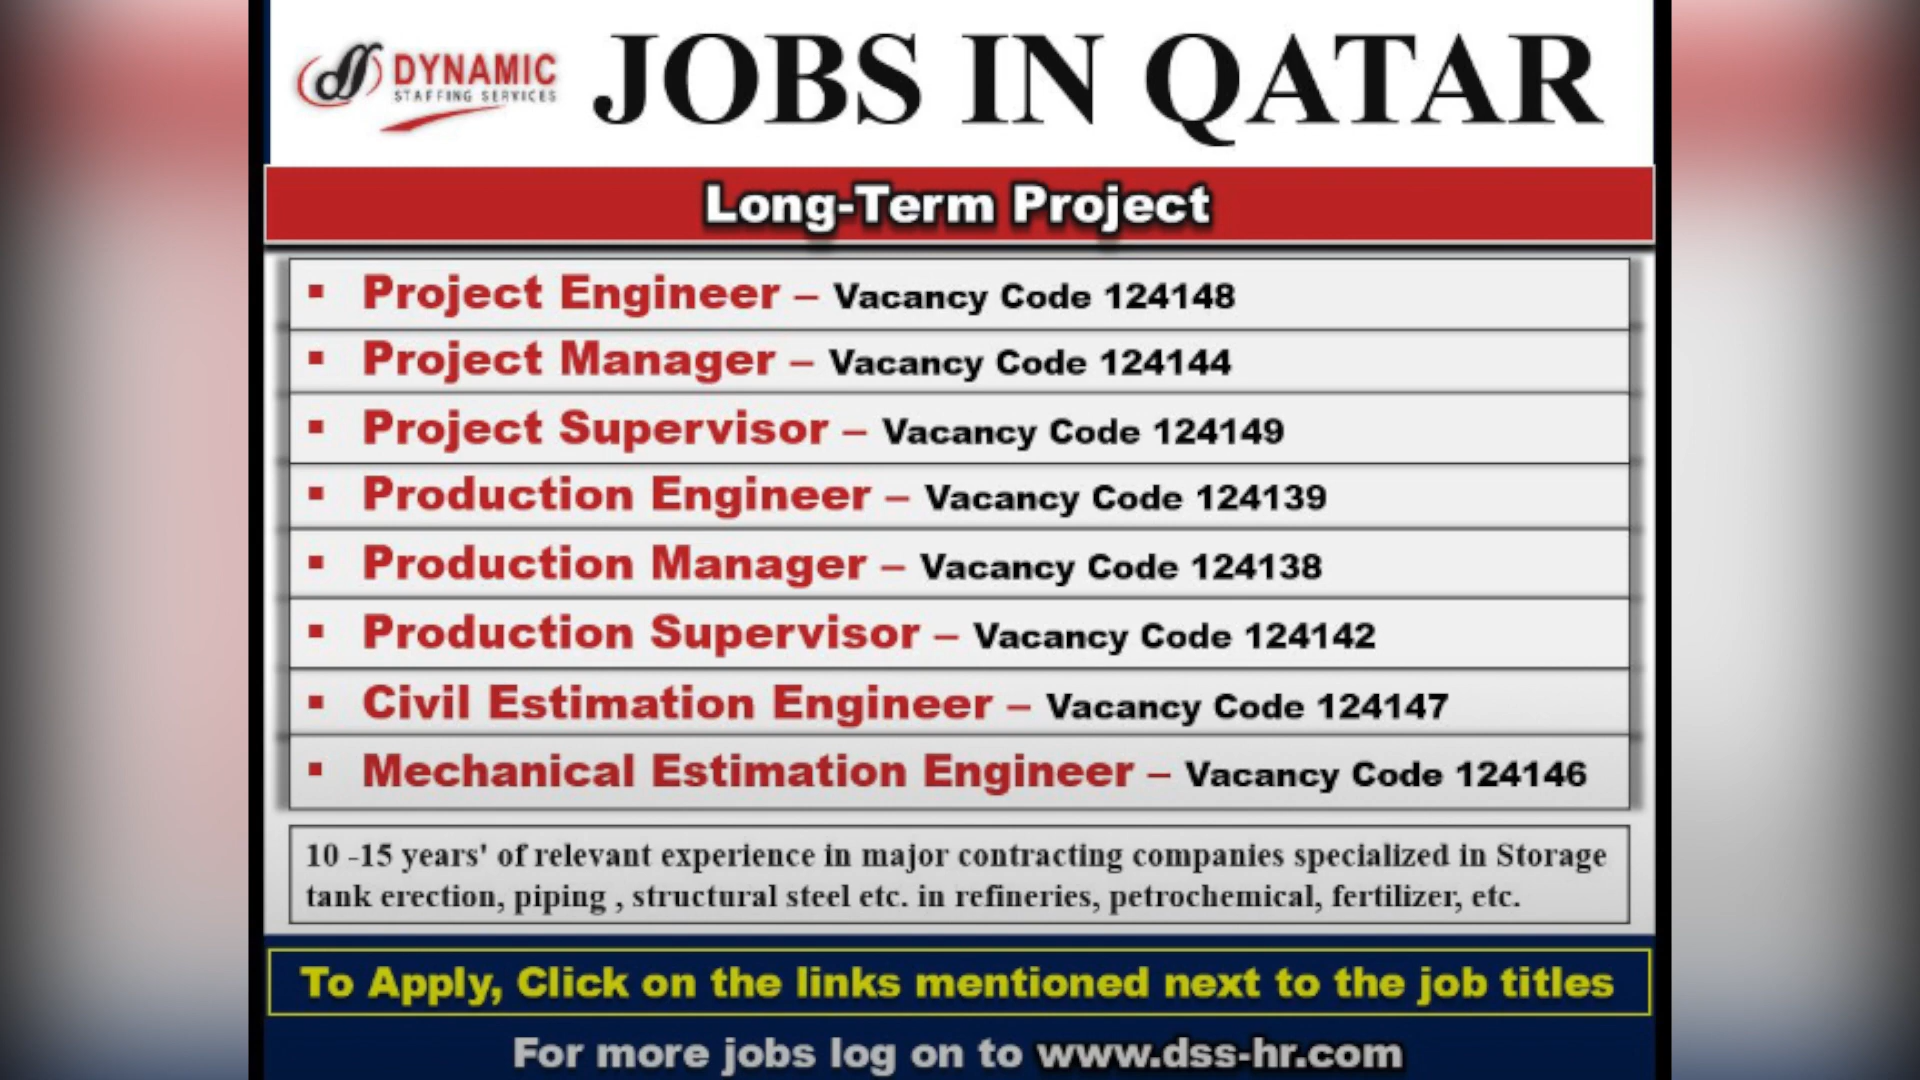 DYNAMIC
STAFFING SERVICES
JOBS IN QATAR
Long-Term Project
▪ Project Engineer – Vacancy Code 124148
▪ Project Manager – Vacancy Code 124144
▪ Project Supervisor – Vacancy Code 124149
▪ Production Engineer – Vacancy Code 124139
▪ Production Manager – Vacancy Code 124138
▪ Production Supervisor – Vacancy Code 124142
▪ Civil Estimation Engineer – Vacancy Code 124147
▪ Mechanical Estimation Engineer – Vacancy Code 124146
10 -15 years' of relevant experience in major contracting companies specialized in Storage
tank erection, piping , structural steel etc. in refineries, petrochemical, fertilizer, etc.
To Apply, Click on the links mentioned next to the job titles
For more jobs log on to www.dss-hr.com